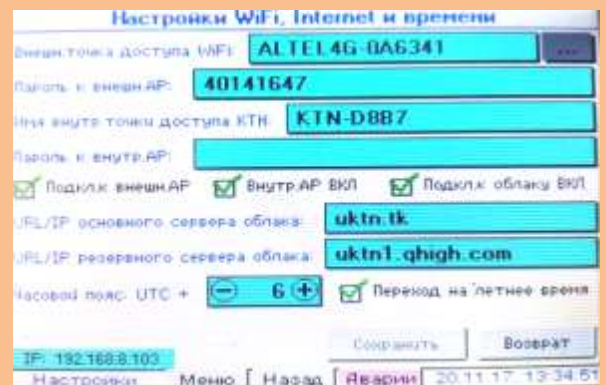 Настройки WiFi, Internet и времени
Внешн.точка доступа WiFi: ALTEL4G-0A6341 ...
Пароль к внешн.AP: 40141647
Имя внутр точки доступа KTH KTN-D8B7
Пароль к внутр.AP:
Подкл.к внешн.AP Внутр.AP ВКЛ Подкл.к облаку ВКЛ
URL/IP основного сервера облака: uktn.tk
URL/IP резервного сервера облака: uktn1.qhigh.com
Часовой пояс: UTC + 6 Переход на летнее время
Сохранить Возврат
IP: 192.168.8.103
Настройки Меню Назад Аварии 20.11.17 13:34:51